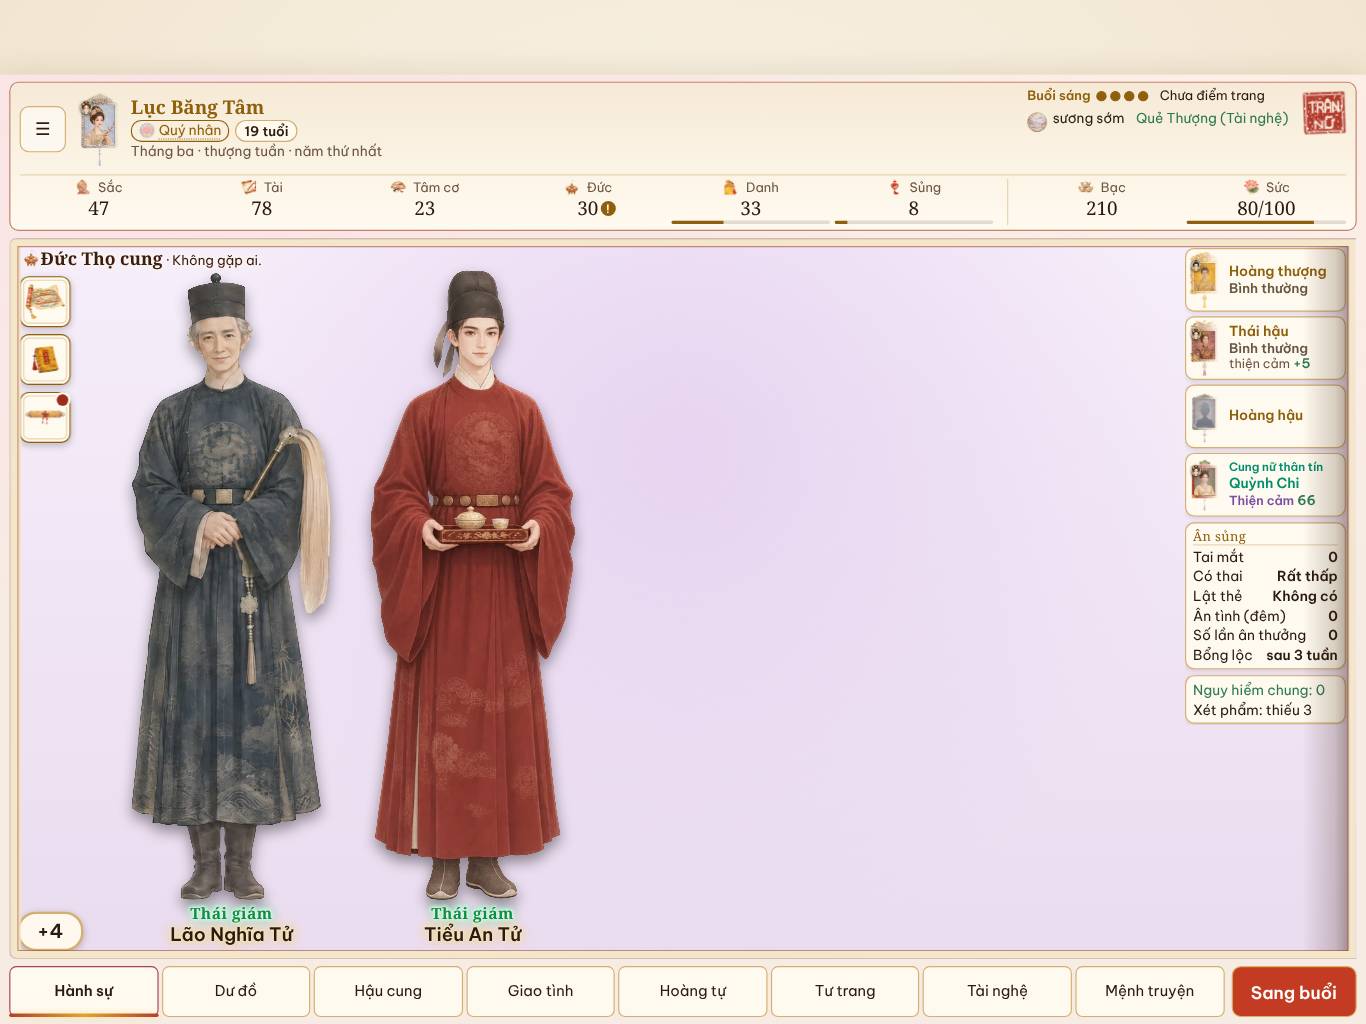 ☰
Lục Băng Tâm
Quý nhân 19 tuổi
Tháng ba · thượng tuần · năm thứ nhất
Buổi sáng Chưa điểm trang
sương sớm Quẻ Thượng (Tài nghệ)
TRÂN NỮ
Sắc
47
Tài
78
Tâm cơ
23
Đức
30 !
Danh
33
Sủng
8
Bạc
210
Sức
80/100
Đức Thọ cung · Không gặp ai.
Thái giám
Lão Nghĩa Tử
Thái giám
Tiểu An Tử
+4
Hoàng thượng
Bình thường
Thái hậu
Bình thường
thiện cảm +5
Hoàng hậu
Cung nữ thân tín
Quỳnh Chi
Thiện cảm 66
Ân sủng
Tai mắt 0
Có thai Rất thấp
Lật thẻ Không có
Ân tình (đêm) 0
Số lần ân thưởng 0
Bổng lộc sau 3 tuần
Nguy hiểm chung: 0
Xét phẩm: thiếu 3
Hành sự
Dư đồ
Hậu cung
Giao tình
Hoàng tự
Tư trang
Tài nghệ
Mệnh truyện
Sang buổi